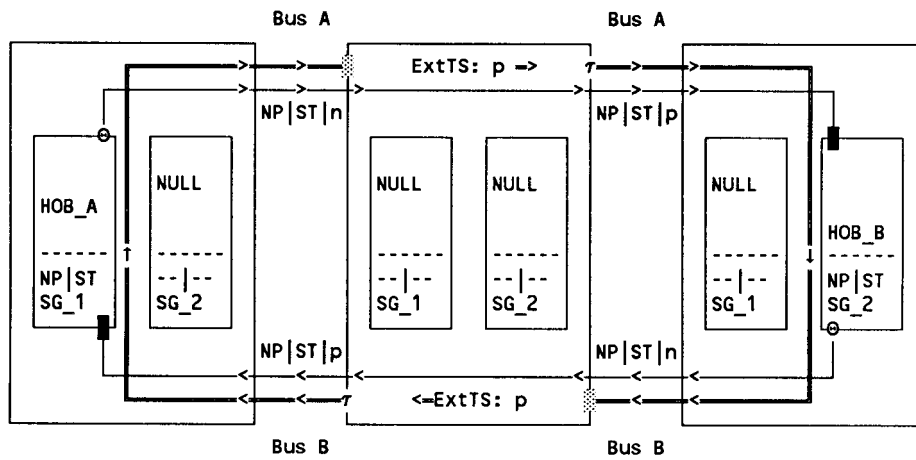 Bus A Bus A
ExtTS: p => τ
NP|ST|n NP|ST|p
NULL NULL NULL NULL
HOB_A HOB_B
------ ------ ------ ------ ------ ------
NP|ST --|-- --|-- --|-- --|-- NP|ST
SG_1 SG_2 SG_1 SG_2 SG_1 SG_2
NP|ST|p NP|ST|n
τ <=ExtTS: p
Bus B Bus B